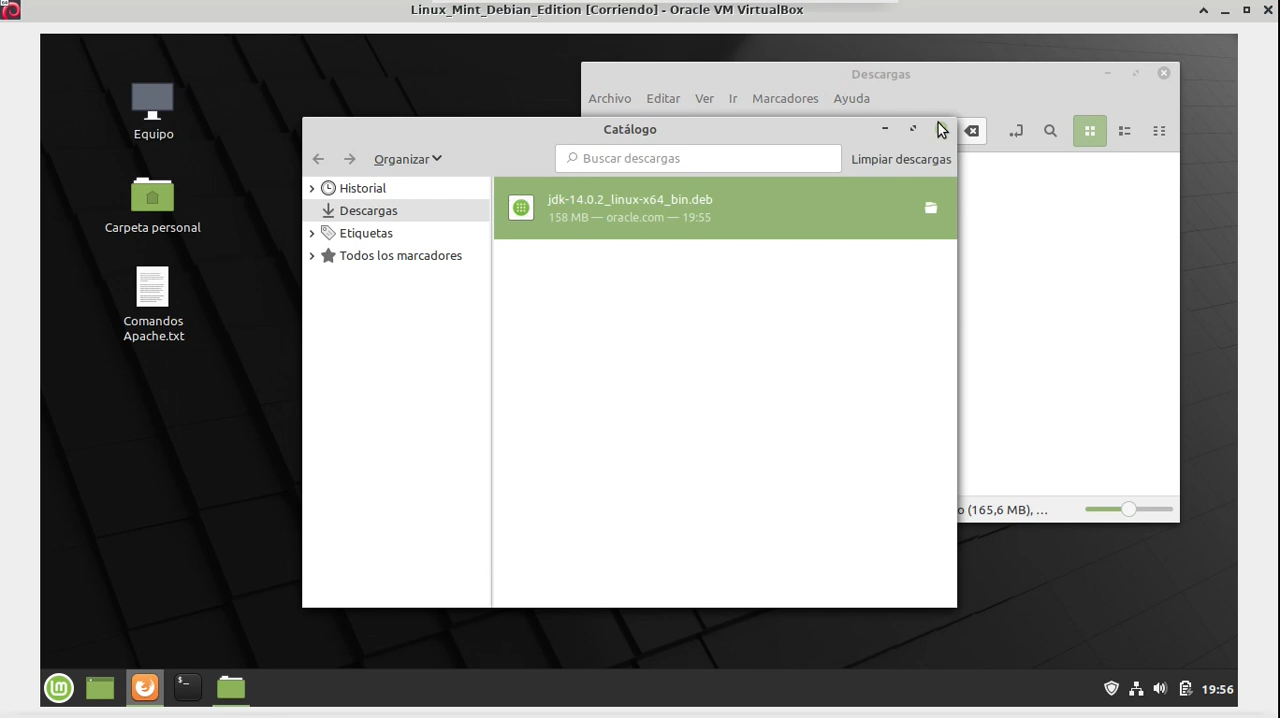 Linux_Mint_Debian_Edition [Corriendo] - Oracle VM VirtualBox
Equipo
Carpeta personal
Comandos
Apache.txt
Descargas
Archivo Editar Ver Ir Marcadores Ayuda
Catálogo
Organizar
Buscar descargas
Limpiar descargas
Historial
Descargas
Etiquetas
Todos los marcadores
jdk-14.0.2_linux-x64_bin.deb
158 MB — oracle.com — 19:55
o (165,6 MB), ...
19:56